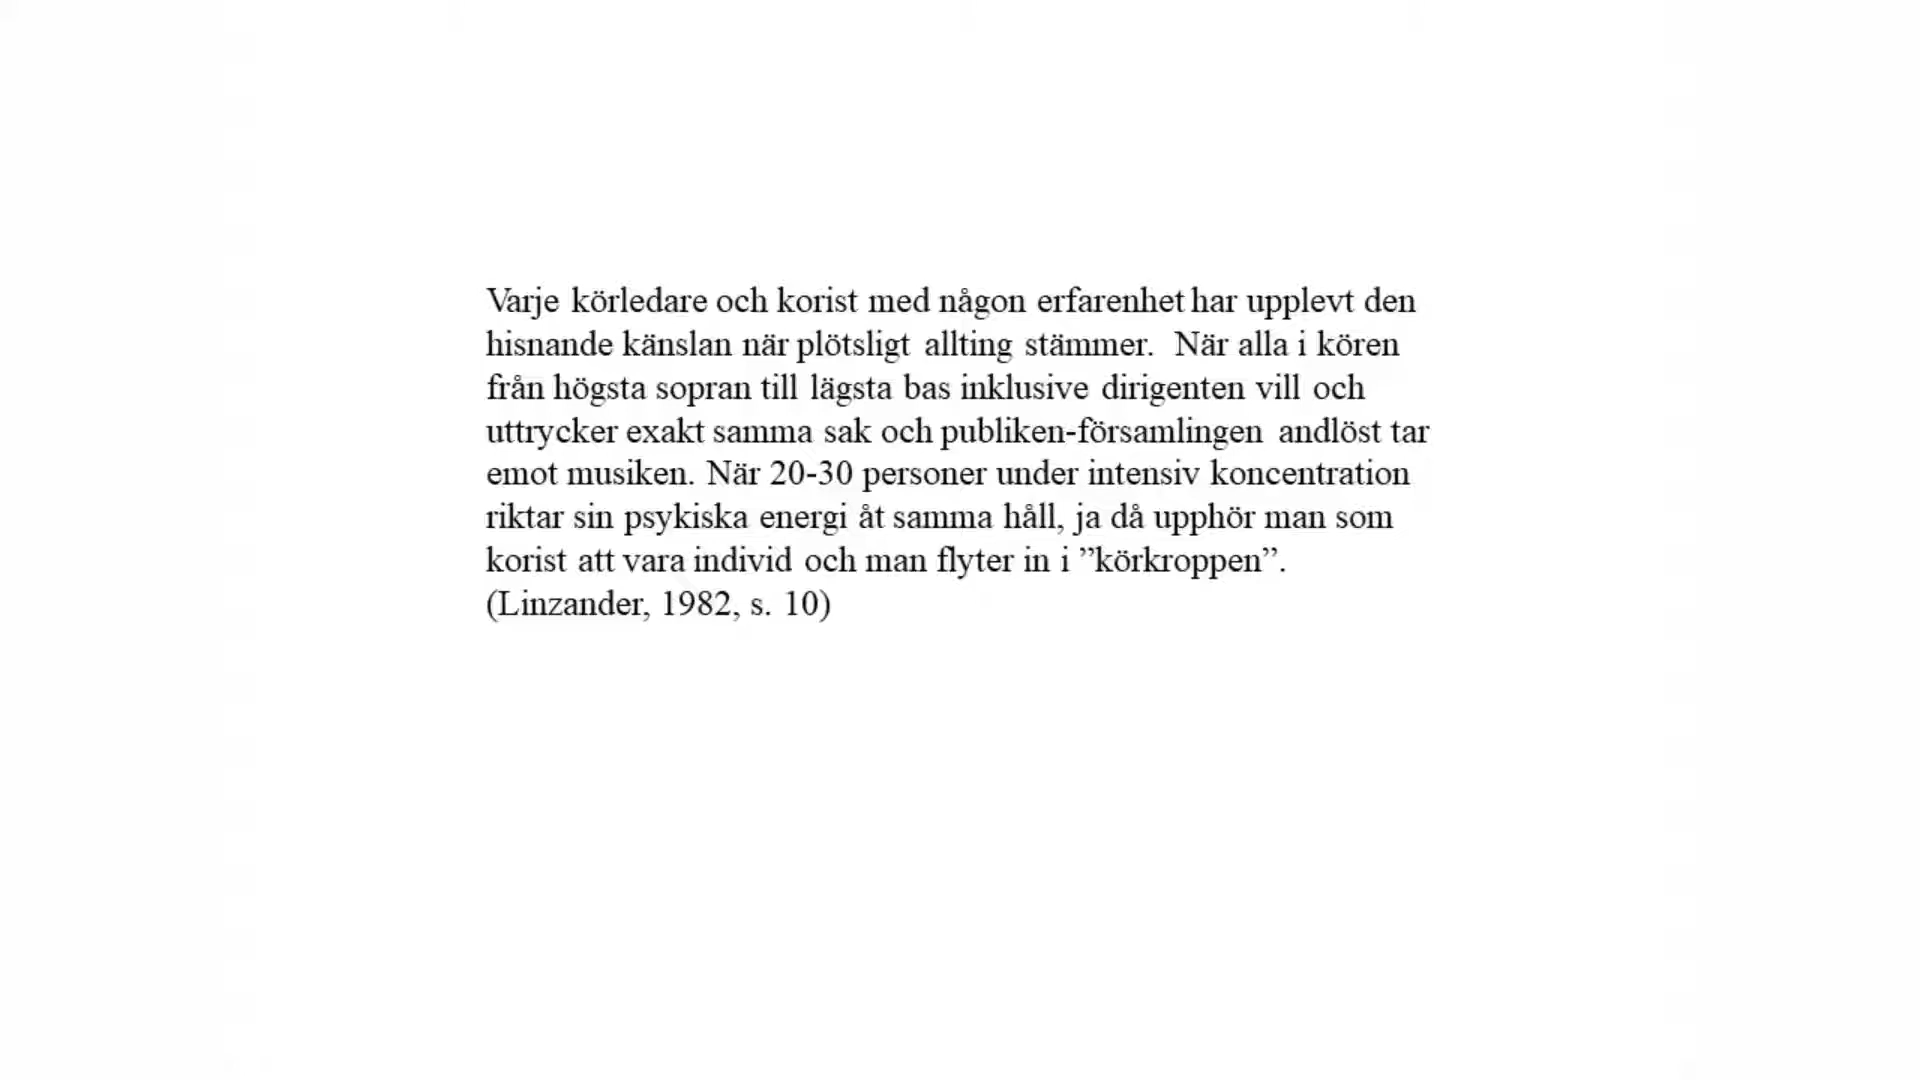 Varje körledare och korist med någon erfarenhet har upplevt den
hisnande känslan när plötsligt allting stämmer. När alla i kören
från högsta sopran till lägsta bas inklusive dirigenten vill och
uttrycker exakt samma sak och publiken-församlingen andlöst tar
emot musiken. När 20-30 personer under intensiv koncentration
riktar sin psykiska energi åt samma håll, ja då upphör man som
korist att vara individ och man flyter in i ”körkroppen”.
(Linzander, 1982, s. 10)